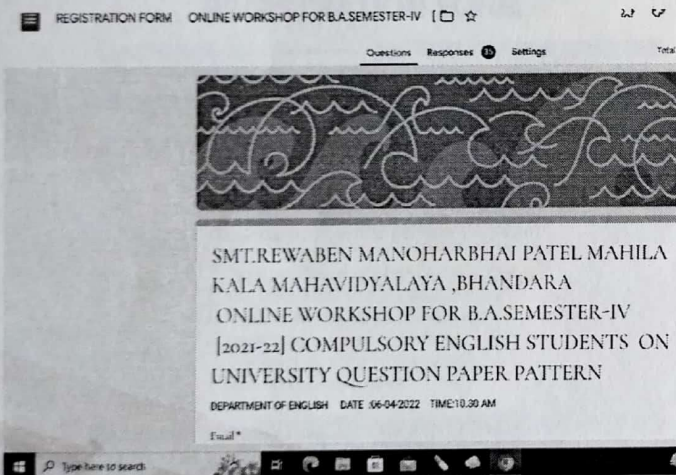 REGISTRATION FORM ONLINE WORKSHOP FOR B.A.SEMESTER-IV
Questions Responses Settings Total
SMT.REWABEN MANOHARBHAI PATEL MAHILA
KALA MAHAVIDYALAYA ,BHANDARA
ONLINE WORKSHOP FOR B.A.SEMESTER-IV
[2021-22] COMPULSORY ENGLISH STUDENTS ON
UNIVERSITY QUESTION PAPER PATTERN
DEPARTMENT OF ENGLISH DATE :06-04-2022 TIME:10.30 AM
Email *
Type here to search